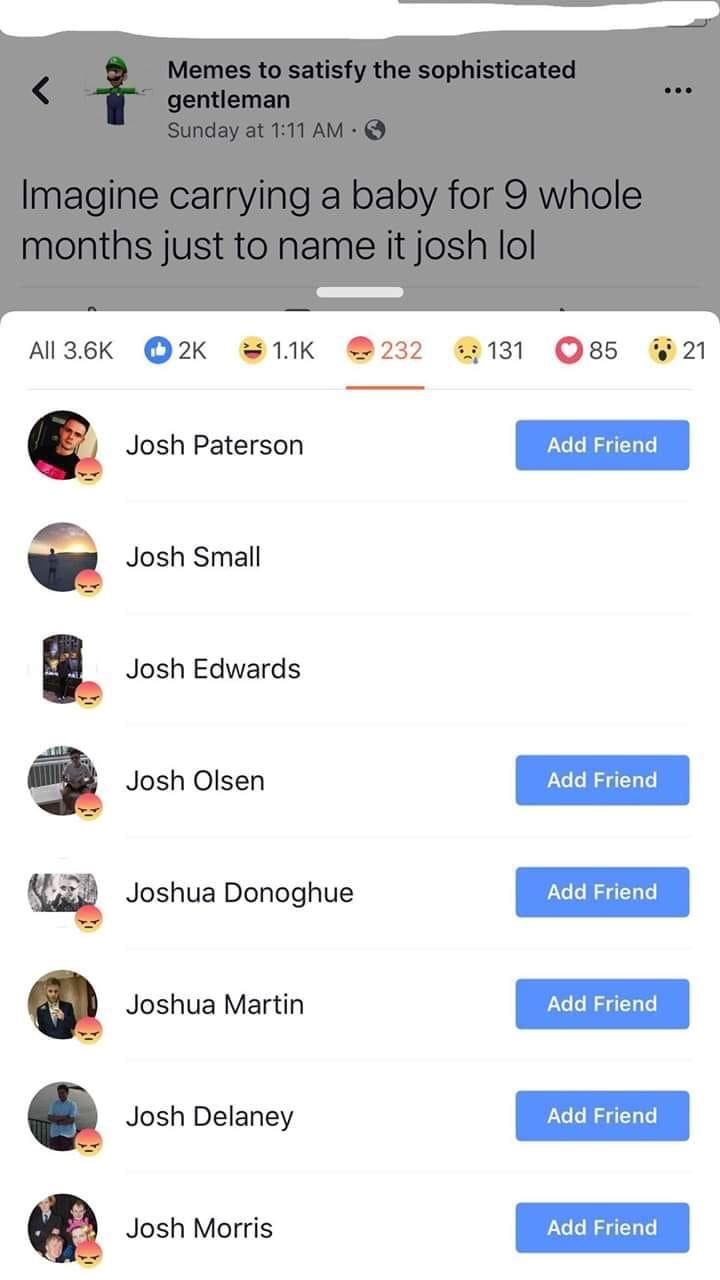 Memes to satisfy the sophisticated
gentleman
Sunday at 1:11 AM ·
Imagine carrying a baby for 9 whole
months just to name it josh lol
All 3.6K 2K 1.1K 232 131 85 21
Josh Paterson Add Friend
Josh Small
Josh Edwards
Josh Olsen Add Friend
Joshua Donoghue Add Friend
Joshua Martin Add Friend
Josh Delaney Add Friend
Josh Morris Add Friend